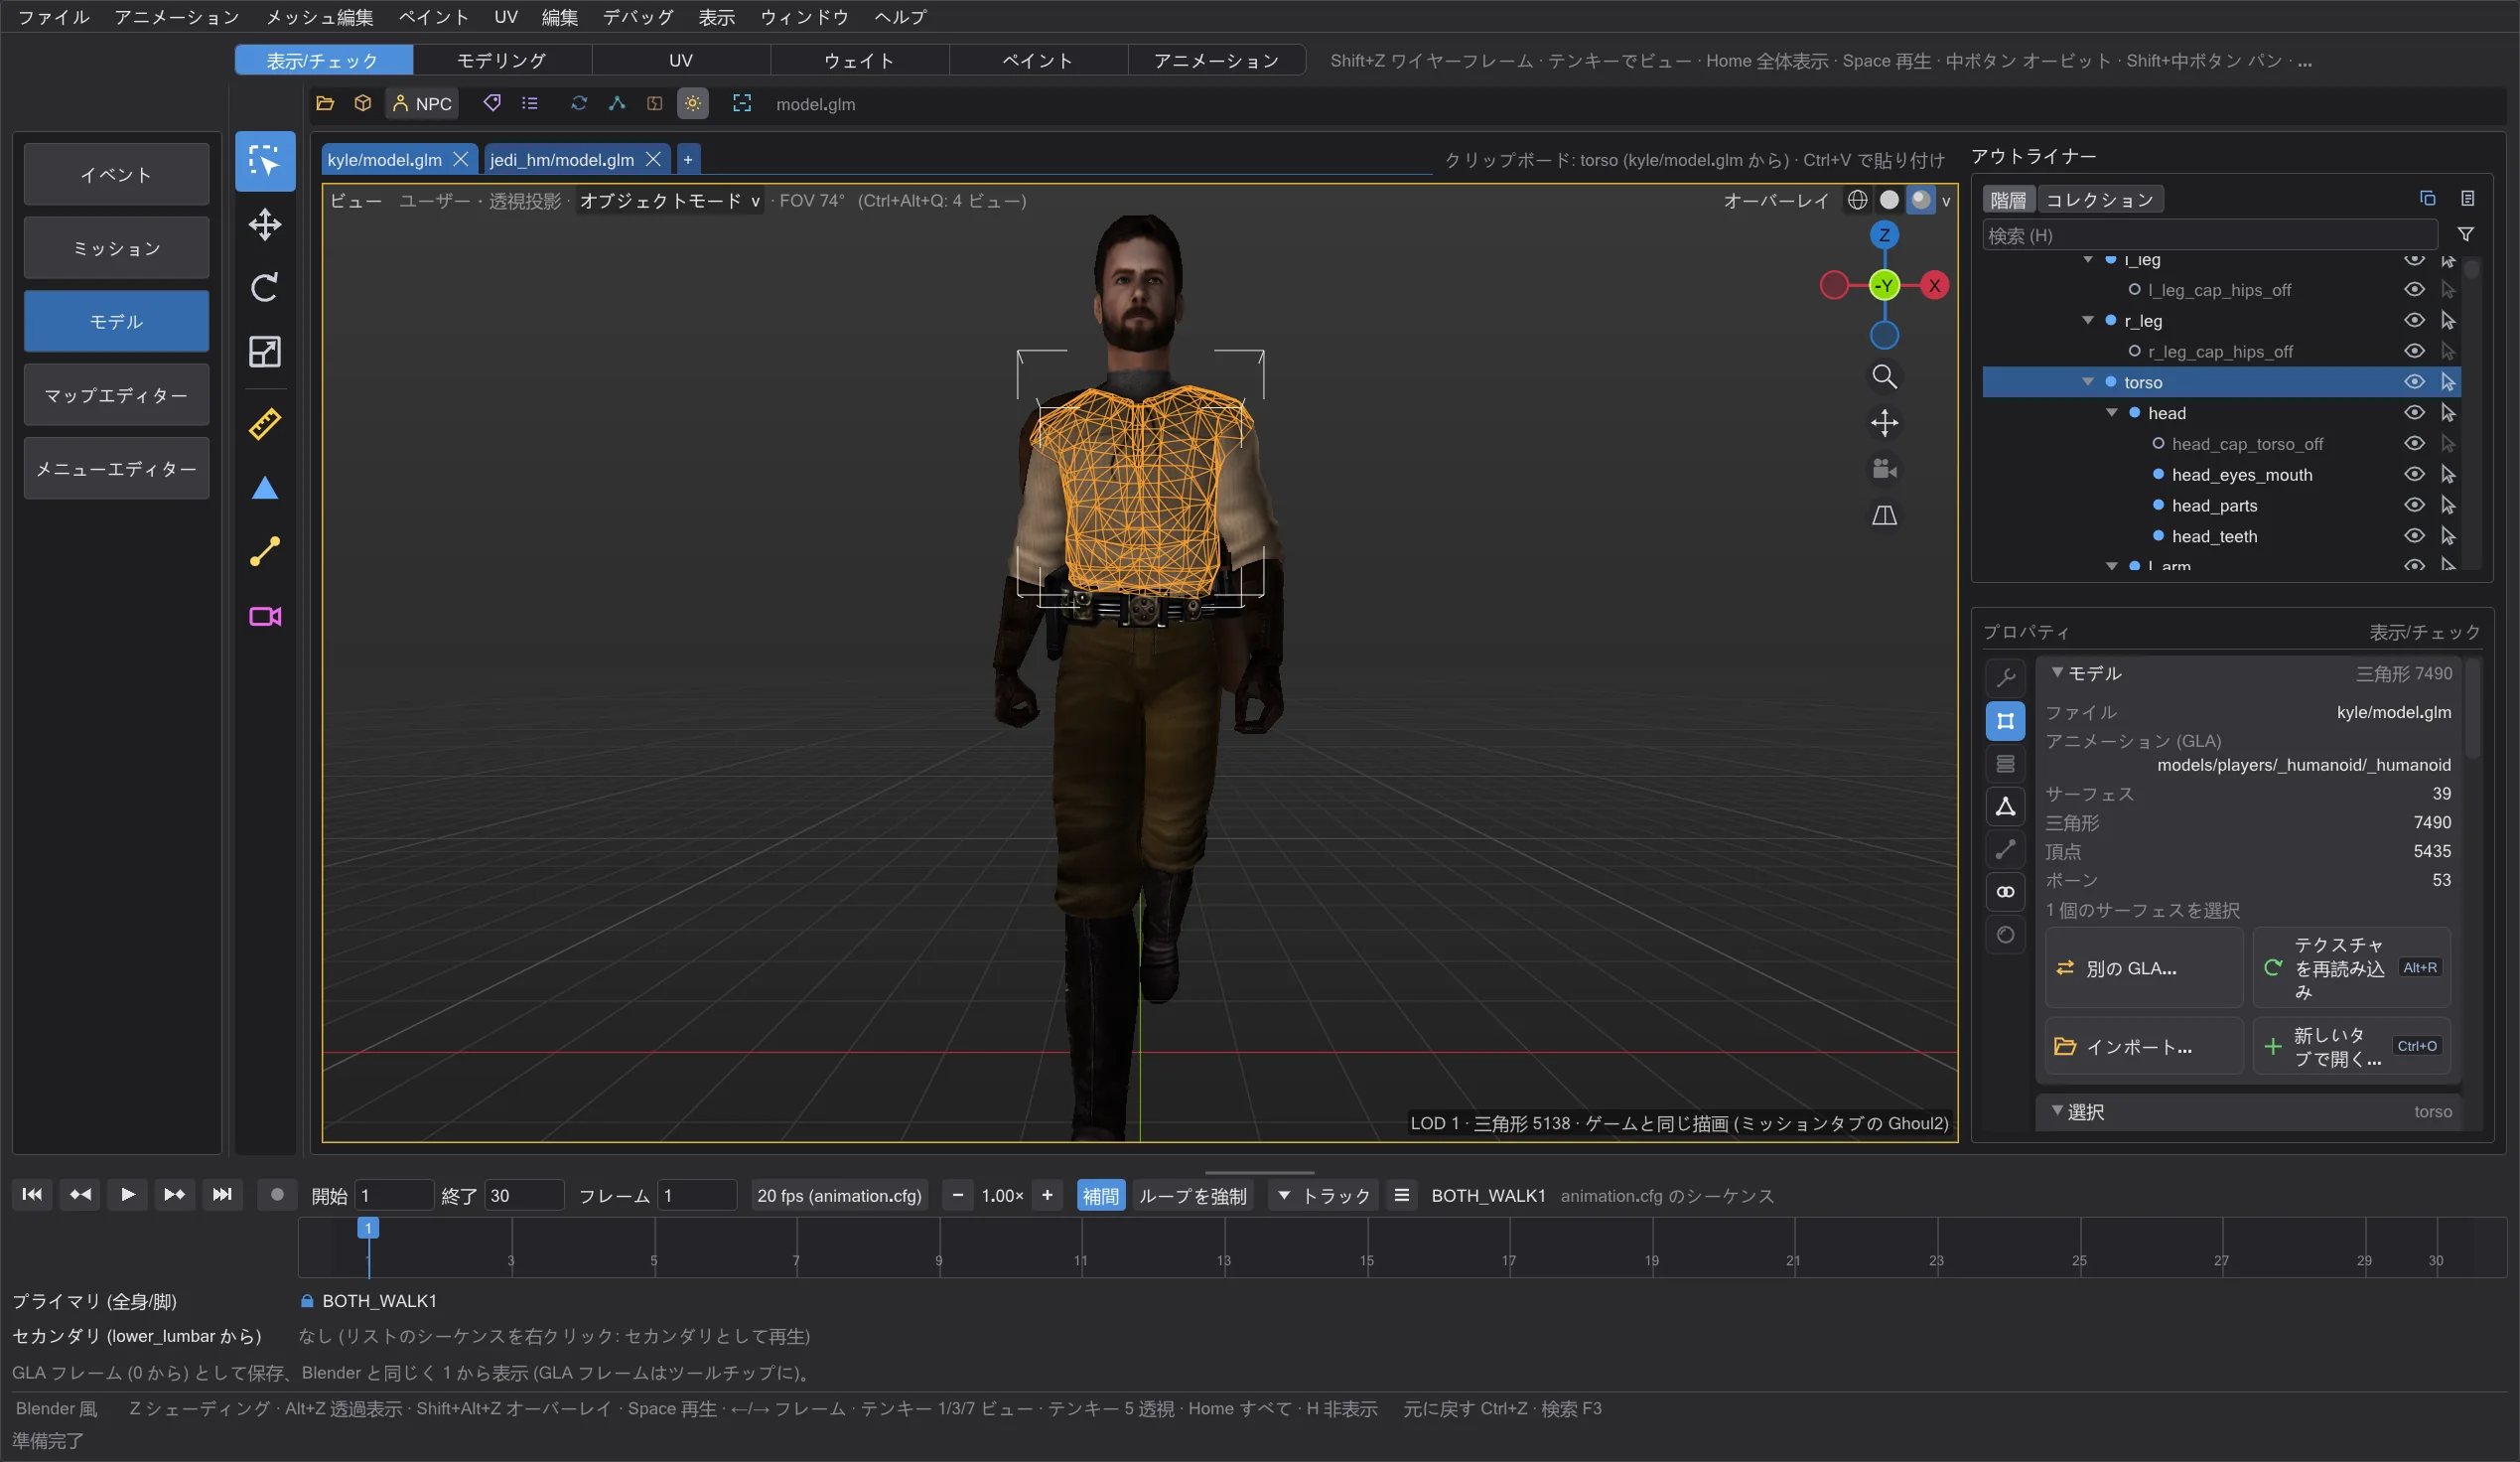 ファイル アニメーション メッシュ編集 ペイント UV 編集 デバッグ 表示 ウィンドウ ヘルプ
表示/チェック モデリング UV ウェイト ペイント アニメーション Shift+Z ワイヤーフレーム · テンキーでビュー · Home 全体表示 · Space 再生 · 中ボタン オービット · Shift+中ボタン パン · ...
NPC model.glm
イベント
ミッション
モデル
マップエディター
メニューエディター
kyle/model.glm jedi_hm/model.glm + クリップボード: torso (kyle/model.glm から) · Ctrl+V で貼り付け
ビュー ユーザー · 透視投影 · オブジェクトモード v · FOV 74° (Ctrl+Alt+Q: 4 ビュー) オーバーレイ v
Z
-Y X
LOD 1 · 三角形 5138 · ゲームと同じ描画 (ミッションタブの Ghoul2)
アウトライナー
階層 コレクション
検索 (H)
l_leg
l_leg_cap_hips_off
r_leg
r_leg_cap_hips_off
torso
head
head_cap_torso_off
head_eyes_mouth
head_parts
head_teeth
l_arm
プロパティ 表示/チェック
モデル 三角形 7490
ファイル kyle/model.glm
アニメーション (GLA)
models/players/_humanoid/_humanoid
サーフェス 39
三角形 7490
頂点 5435
ボーン 53
1 個のサーフェスを選択
別の GLA...
テクスチャを再読み込み Alt+R
インポート...
新しいタブで開く... Ctrl+O
選択 torso
開始 1 終了 30 フレーム 1 20 fps (animation.cfg) − 1.00× + 補間 ループを強制 トラック BOTH_WALK1 animation.cfg のシーケンス
1
1 3 5 7 9 11 13 15 17 19 21 23 25 27 29 30
プライマリ (全身/脚) BOTH_WALK1
セカンダリ (lower_lumbar から) なし (リストのシーケンスを右クリック: セカンダリとして再生)
GLA フレーム (0 から) として保存、Blender と同じく 1 から表示 (GLA フレームはツールチップに)。
Blender 風 Z シェーディング · Alt+Z 透過表示 · Shift+Alt+Z オーバーレイ · Space 再生 · ←/→ フレーム · テンキー 1/3/7 ビュー · テンキー 5 透視 · Home すべて · H 非表示 元に戻す Ctrl+Z · 検索 F3
準備完了